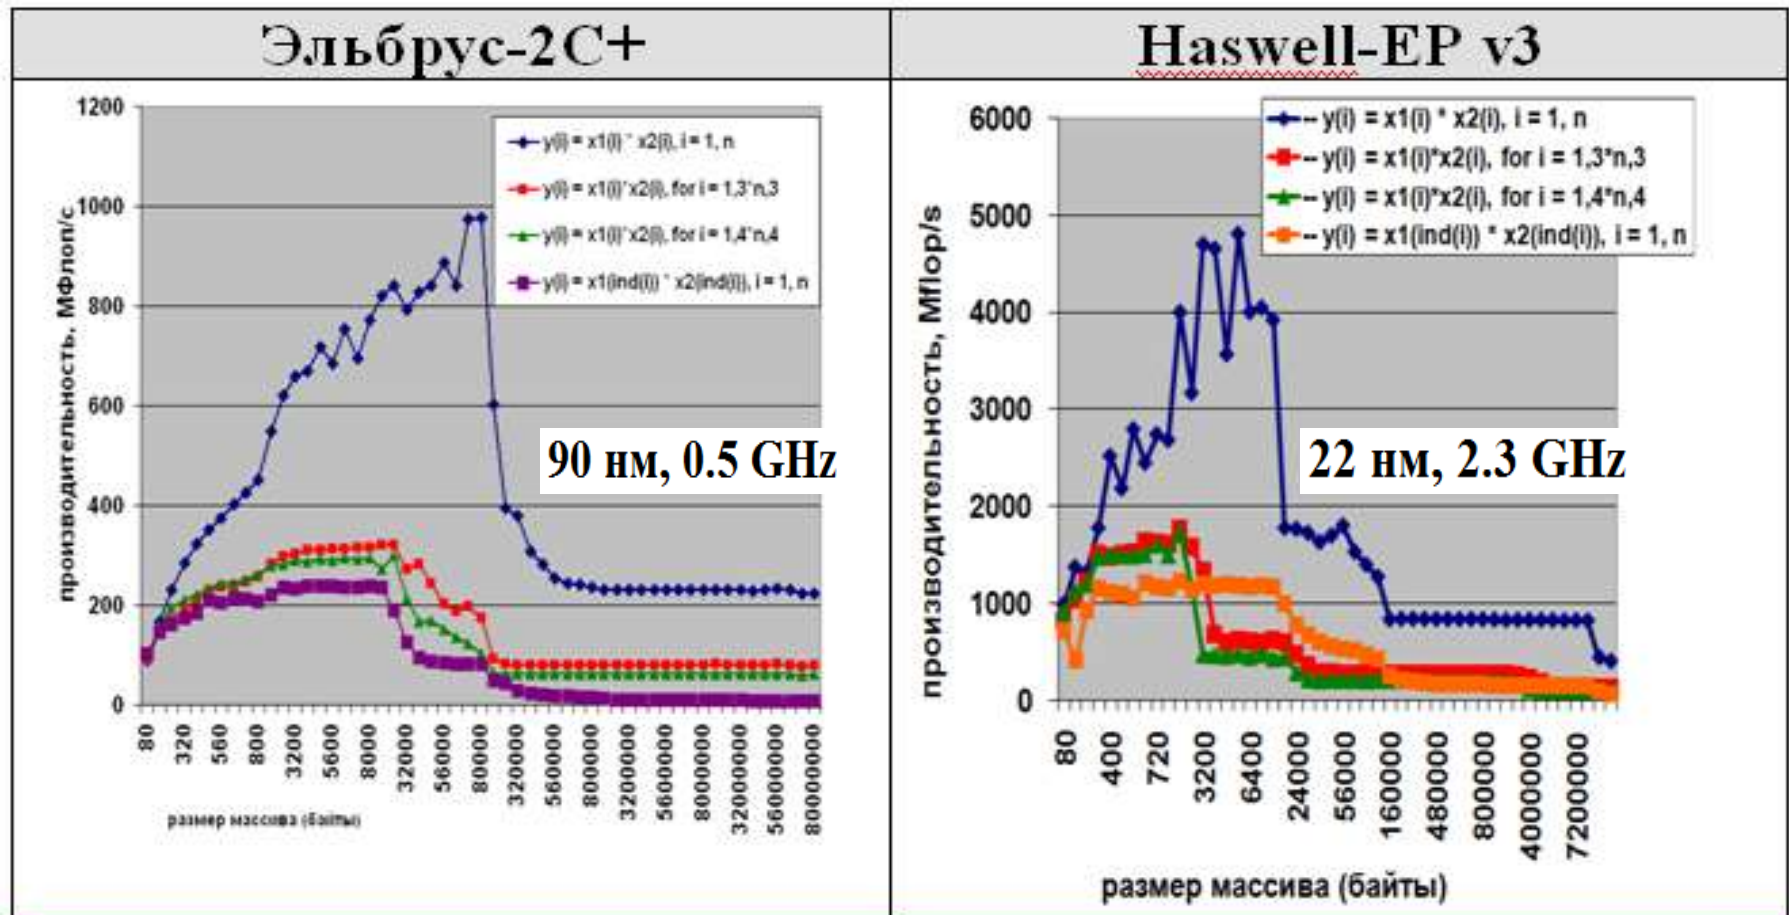 Эльбрус-2С+
Haswell-EP v3
производительность. МФлоп/с
1200
1000
800
600
400
200
0
y(i) = x1(i) * x2(i), i = 1, n
y(i) = x1(i)*x2(i), for i = 1,3*n,3
y(i) = x1(i)*x2(i), for i = 1,4*n,4
y(i) = x1(ind(i)) * x2(ind(i)), i = 1, n
90 нм, 0.5 GHz
80
320
560
800
3200
5600
8000
32000
56000
80000
320000
560000
800000
3200000
8000000
32000000
56000000
80000000
размер массива (байты)
производительность, Mflop/s
6000
5000
4000
3000
2000
1000
0
-- y(i) = x1(i) * x2(i), i = 1, n
-- y(i) = x1(i)*x2(i), for i = 1,3*n,3
-- y(i) = x1(i)*x2(i), for i = 1,4*n,4
-- y(i) = x1(ind(i)) * x2(ind(i)), i = 1, n
22 нм, 2.3 GHz
80
400
720
3200
6400
24000
56000
160000
480000
800000
4000000
7200000
размер массива (байты)